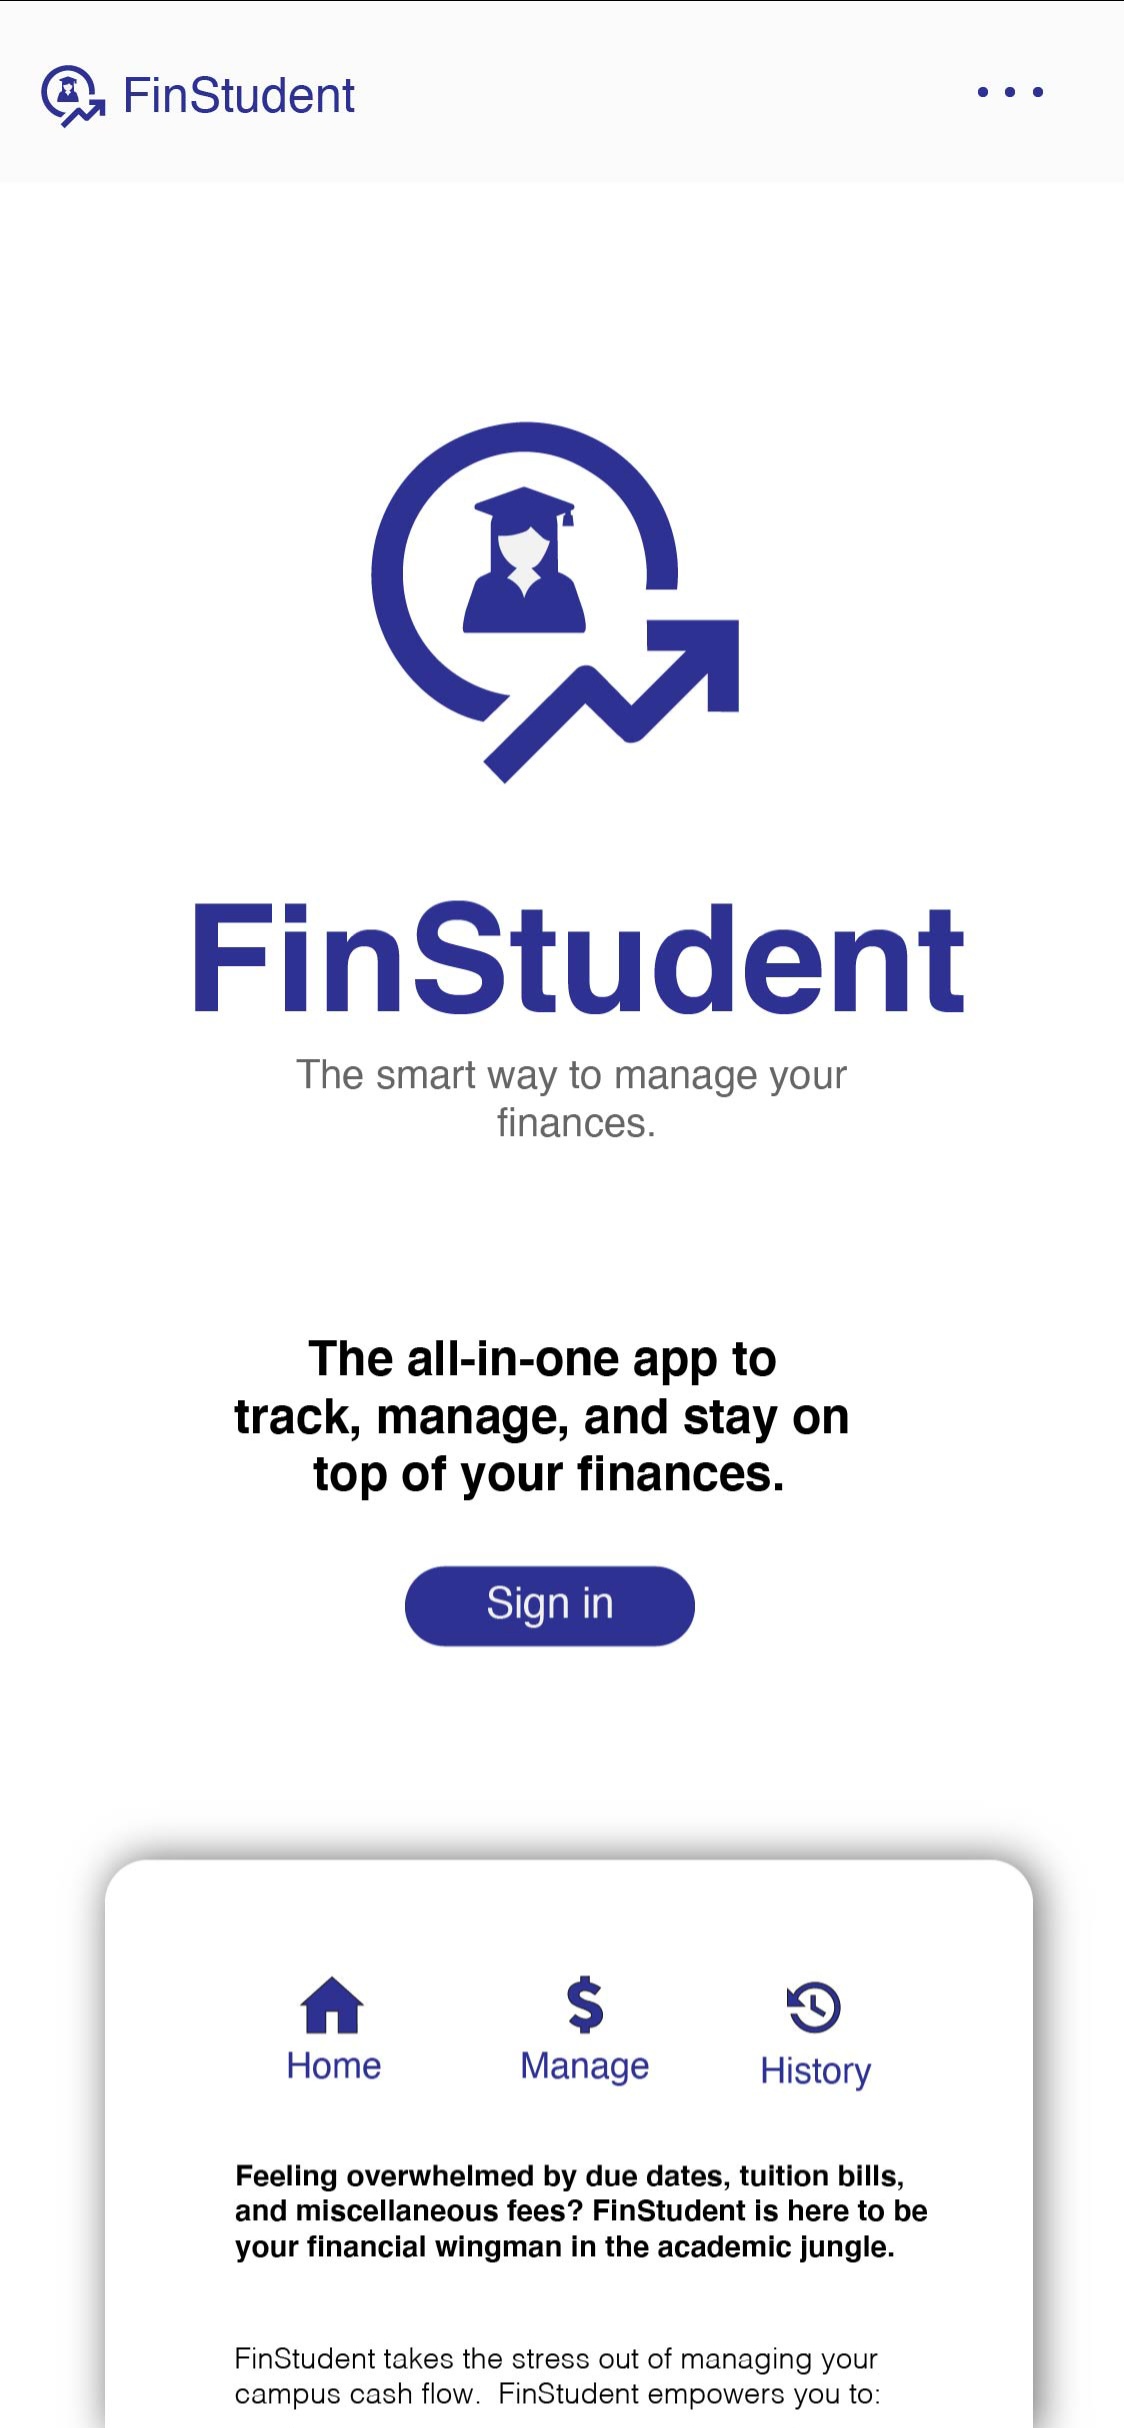 FinStudent
FinStudent
The smart way to manage your
finances.
The all-in-one app to
track, manage, and stay on
top of your finances.
Sign in
Home
Manage
History
Feeling overwhelmed by due dates, tuition bills,
and miscellaneous fees? FinStudent is here to be
your financial wingman in the academic jungle.
FinStudent takes the stress out of managing your
campus cash flow.  FinStudent empowers you to: